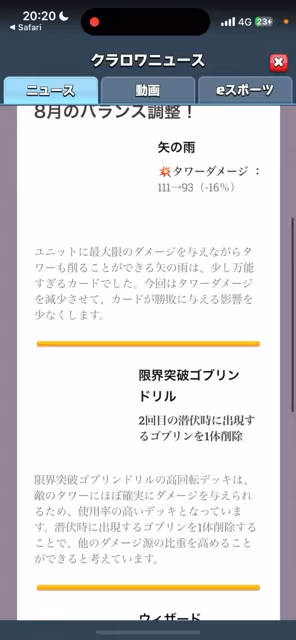 20:20
4G 23
◀ Safari
クラロワニュース
ニュース 動画 eスポーツ
8月のバランス調整！
矢の雨
💥タワーダメージ ：
111→93（-16％）
ユニットに最大限のダメージを与えながらタ
ワーも削ることができる矢の雨は、少し万能
すぎるカードでした。今回はタワーダメージ
を減少させて、カードが勝敗に与える影響を
少なくします。
限界突破ゴブリン
ドリル
2回目の潜伏時に出現す
るゴブリンを1体削除
限界突破ゴブリンドリルの高回転デッキは、
敵のタワーにほぼ確実にダメージを与えられ
るため、使用率の高いデッキとなっていま
す。潜伏時に出現するゴブリンを1体削除する
ことで、他のダメージ源の比重を高めること
ができると考えています。
ウィザード